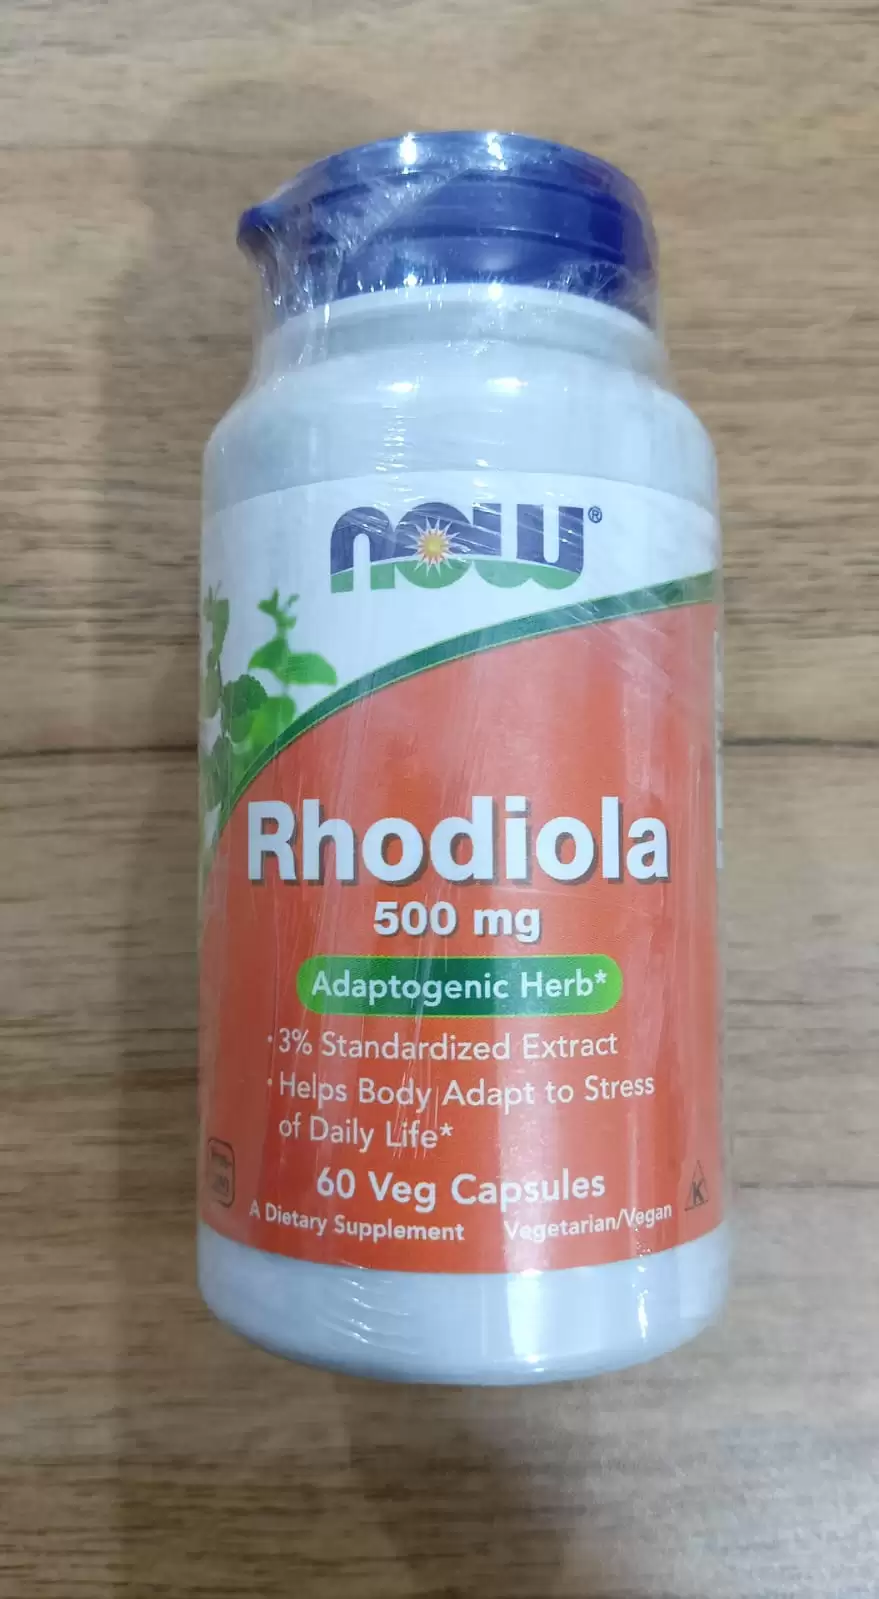 NOW®
Rhodiola
500 mg
Adaptogenic Herb*
· 3% Standardized Extract
· Helps Body Adapt to Stress
of Daily Life*
60 Veg Capsules
A Dietary Supplement Vegetarian/Vegan
K